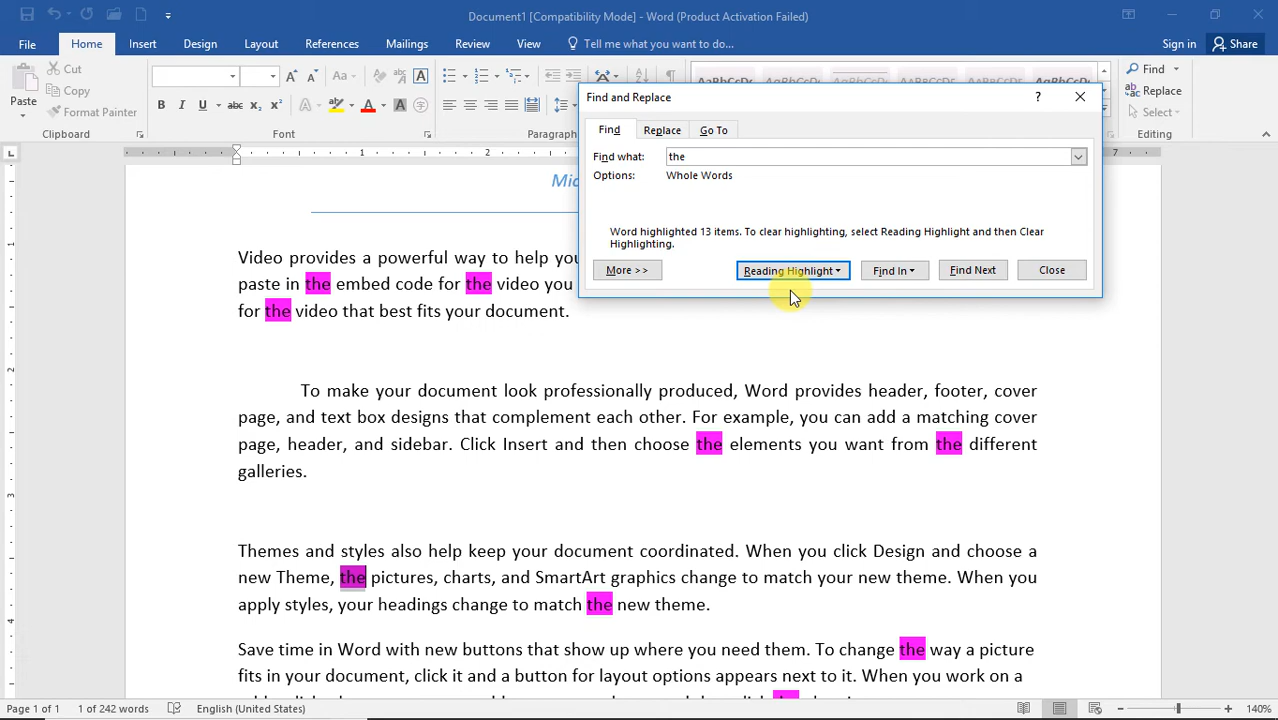 Document1 [Compatibility Mode] - Word (Product Activation Failed)
File Home Insert Design Layout References Mailings Review View Tell me what you want to do... Sign in Share
Paste
Cut
Copy
Format Painter
Clipboard
Font
Paragraph
Find
Replace
Select
Editing
Find and Replace
Find Replace Go To
Find what: the
Options: Whole Words
Word highlighted 13 items. To clear highlighting, select Reading Highlight and then Clear
Highlighting.
More >> Reading Highlight Find In Find Next Close
1 2 7
Video provides a powerful way to help you
paste in the embed code for the video you
for the video that best fits your document.
To make your document look professionally produced, Word provides header, footer, cover
page, and text box designs that complement each other. For example, you can add a matching cover
page, header, and sidebar. Click Insert and then choose the elements you want from the different
galleries.
Themes and styles also help keep your document coordinated. When you click Design and choose a
new Theme, the pictures, charts, and SmartArt graphics change to match your new theme. When you
apply styles, your headings change to match the new theme.
Save time in Word with new buttons that show up where you need them. To change the way a picture
fits in your document, click it and a button for layout options appears next to it. When you work on a
Page 1 of 1 1 of 242 words English (United States) 140%